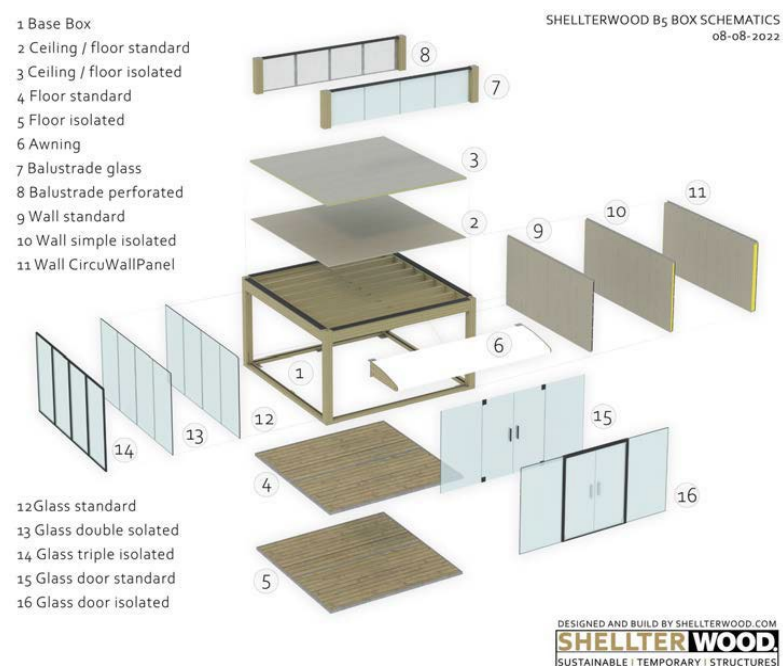 SHELLTERWOOD B5 BOX SCHEMATICS
08-08-2022
1 Base Box
2 Ceiling / floor standard
3 Ceiling / floor isolated
4 Floor standard
5 Floor isolated
6 Awning
7 Balustrade glass
8 Balustrade perforated
9 Wall standard
10 Wall simple isolated
11 Wall CircuWallPanel
8
7
3
2
11
10
9
6
1
12
13
14
15
16
4
5
12Glass standard
13 Glass double solated
14 Glass triple isolated
15 Glass door standard
16 Glass door isolated
DESIGNED AND BUILD BY SHELLTERWOOD.COM
SHELLTER WOOD.
SUSTAINABLE | TEMPORARY | STRUCTURES